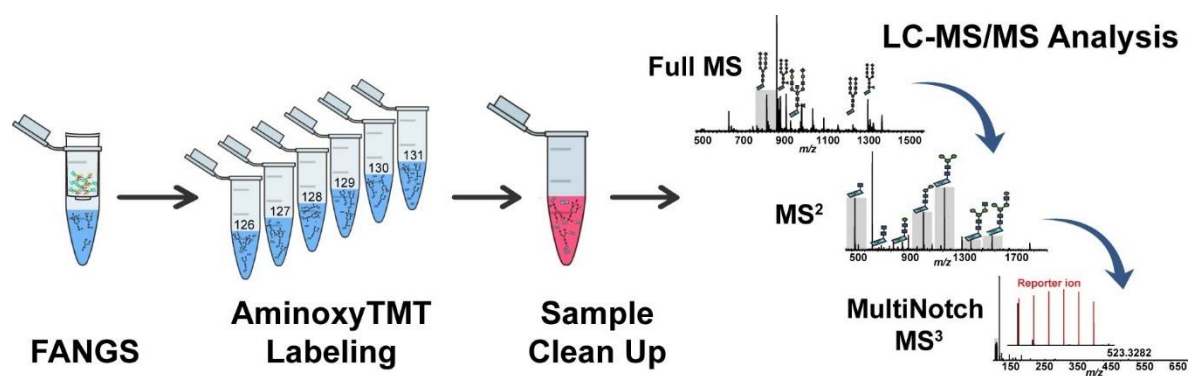 LC-MS/MS Analysis
Full MS
500 700 900 1100 1300 1500
m/z
126 127 128 129 130 131
MS²
500 900 1300 1700
m/z
FANGS
AminoxyTMT
Labeling
Sample
Clean Up
MultiNotch
MS³
Reporter ion
523.3282
150 250 350 450 550 650
m/z